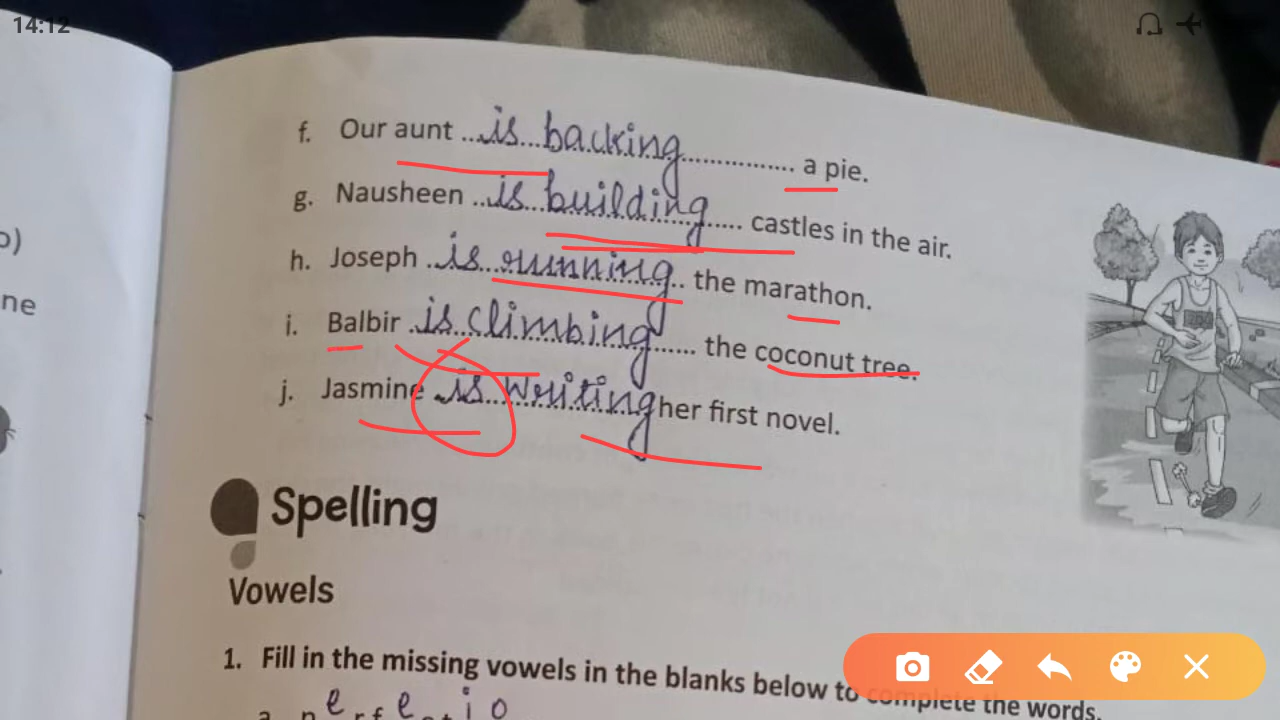 14:12
f. Our aunt ...is backing............... a pie.
g. Nausheen ...is building...... castles in the air.
h. Joseph ...is running... the marathon.
i. Balbir ...is climbing...... the coconut tree.
j. Jasmine ...is Writing her first novel.
ne
Spelling
Vowels
1. Fill in the missing vowels in the blanks below to complete the words.